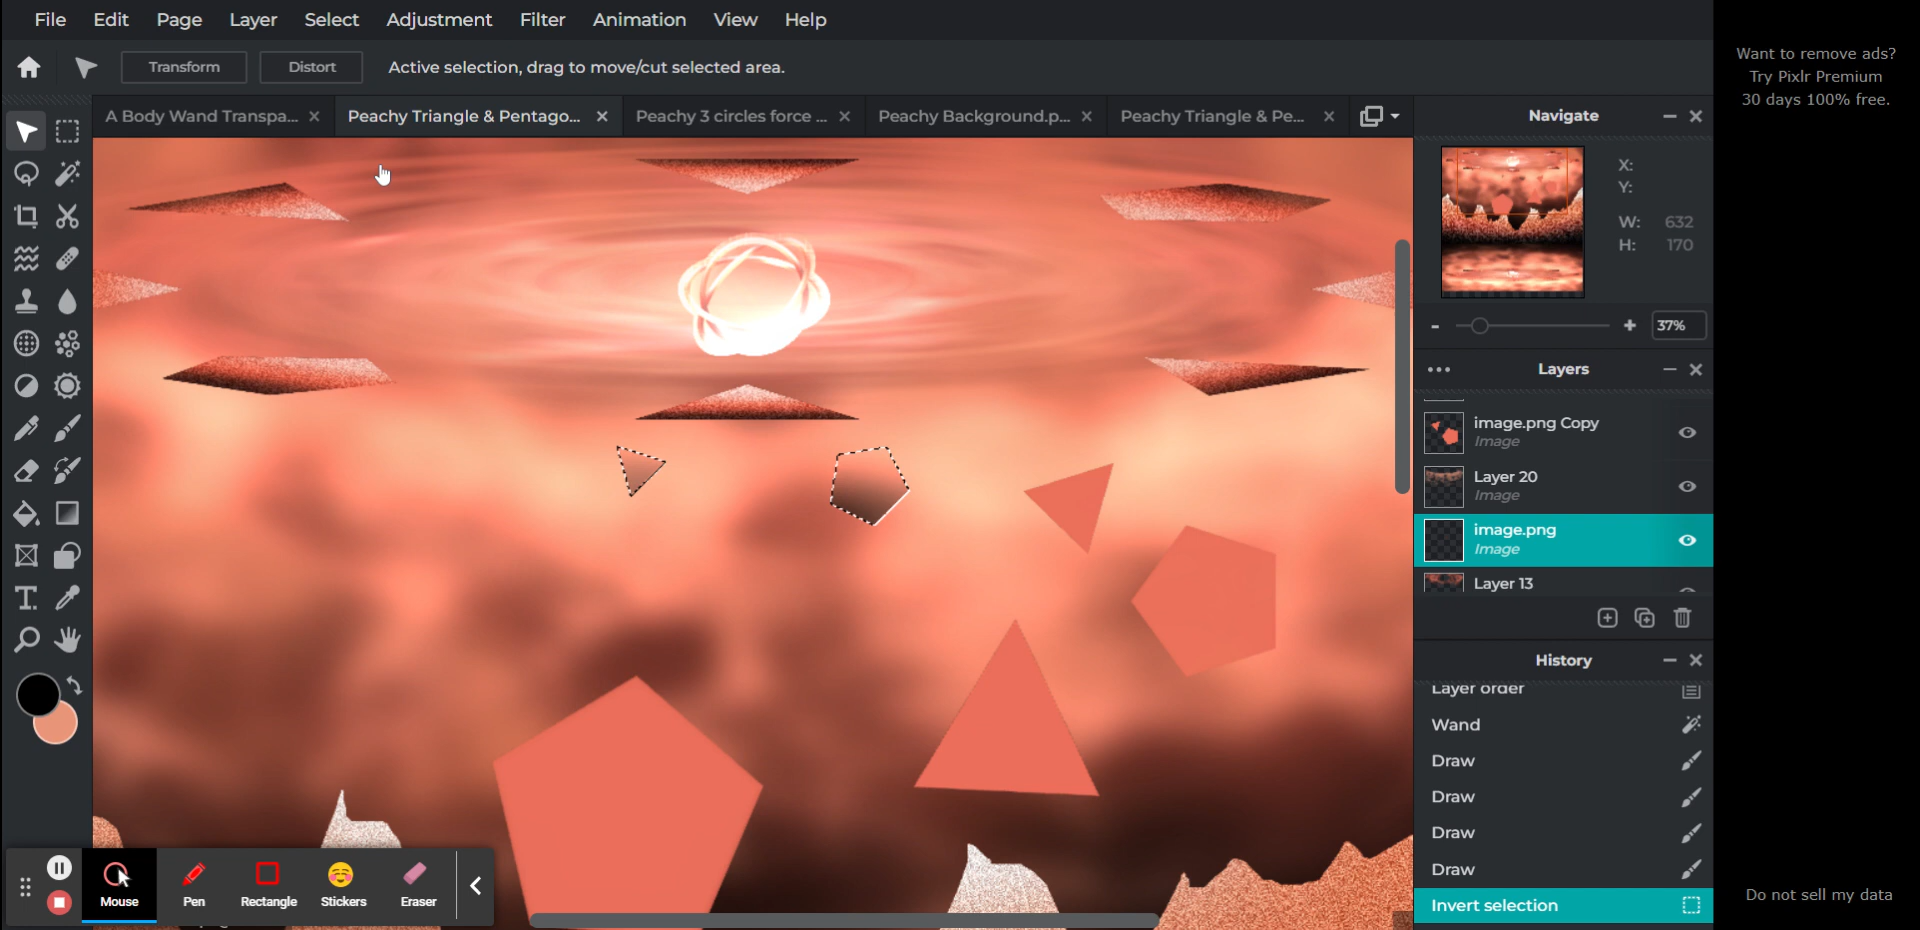 File Edit Page Layer Select Adjustment Filter Animation View Help
Transform Distort Active selection, drag to move/cut selected area.
A Body Wand Transpa... Peachy Triangle & Pentago... Peachy 3 circles force ... Peachy Background.p... Peachy Triangle & Pe...
Want to remove ads?
Try Pixlr Premium
30 days 100% free.
Navigate
X:
Y:
W: 632
H: 170
37%
Layers
image.png Copy
Image
Layer 20
Image
image.png
Image
Layer 13
History
Layer order
Wand
Draw
Draw
Draw
Draw
Invert selection
Mouse Pen Rectangle Stickers Eraser
Do not sell my data